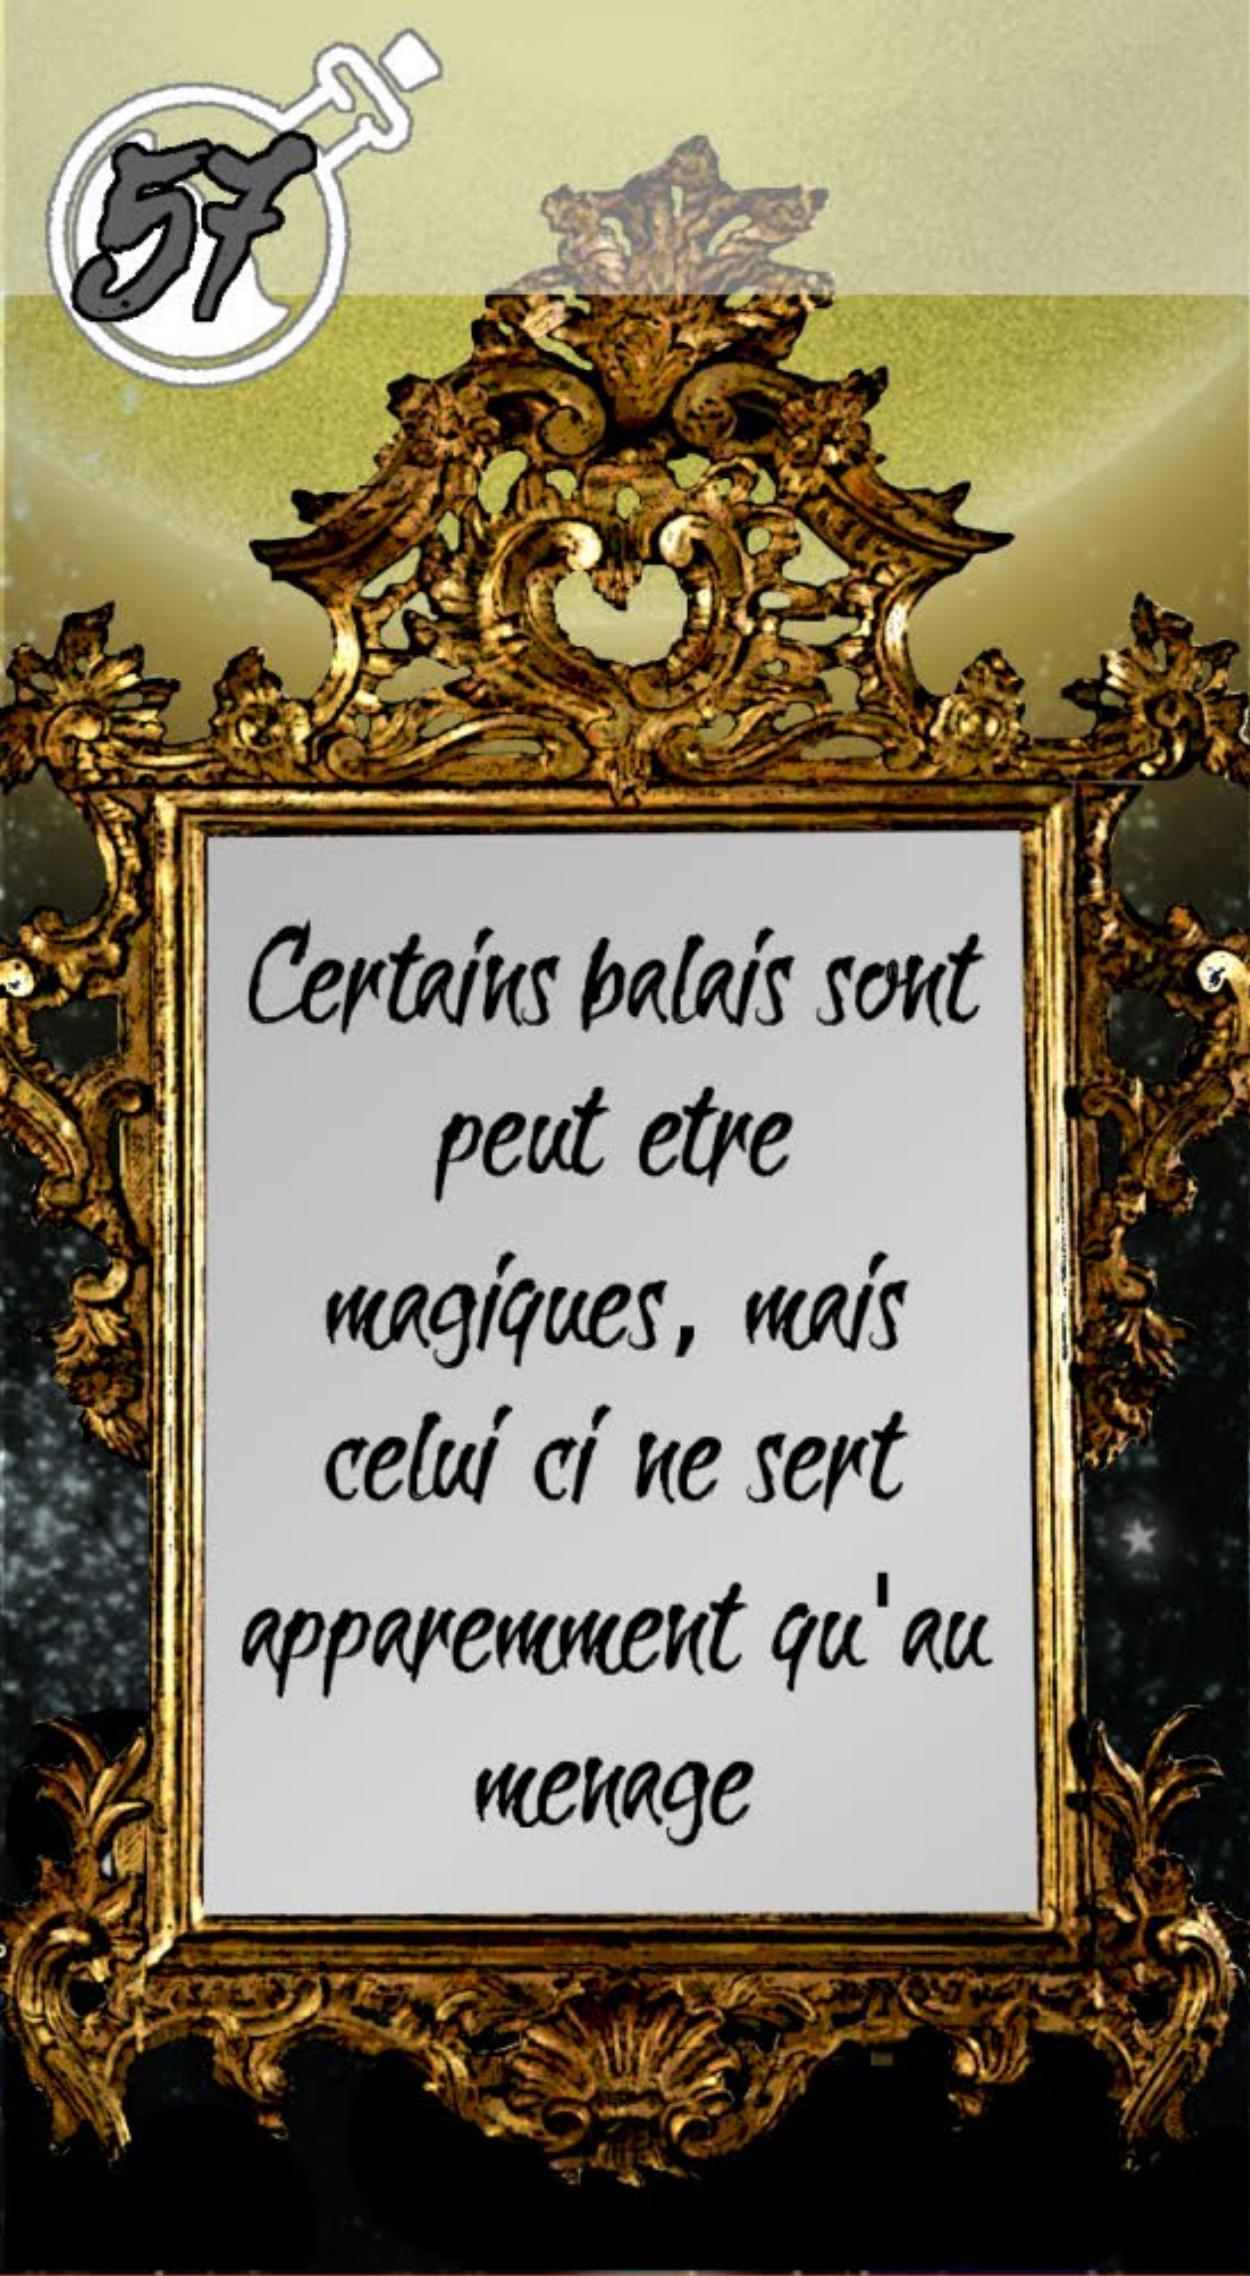 57
Certains balais sont
peut etre
magiques, mais
celui ci ne sert
apparemment qu'au
menage